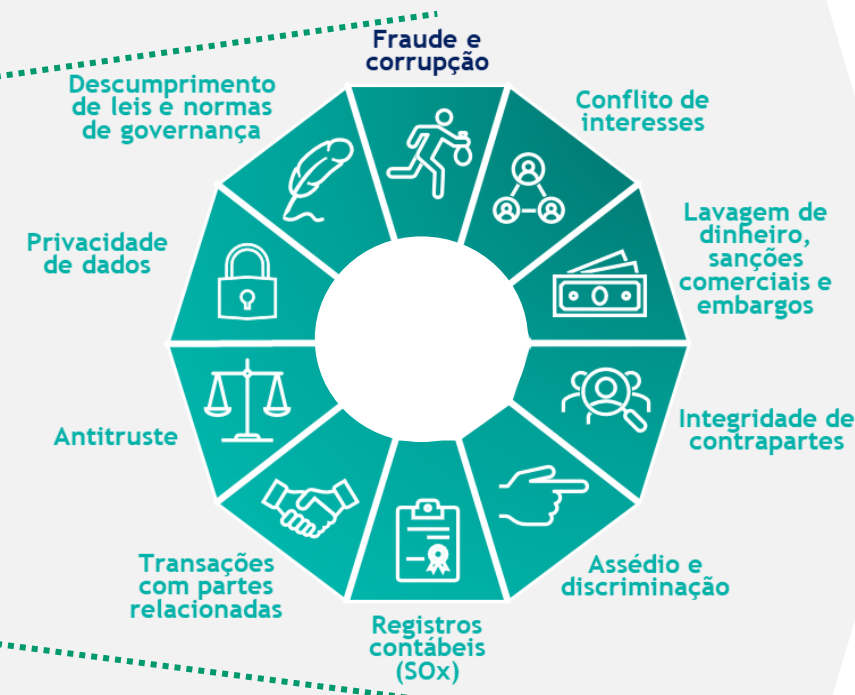 Fraude e
corrupção
Descumprimento
de leis e normas
de governança
Conflito de
interesses
Lavagem de
dinheiro,
sanções
comerciais e
embargos
Privacidade
de dados
Integridade de
contrapartes
Antitruste
Assédio e
discriminação
Transações
com partes
relacionadas
Registros
contábeis
(SOx)